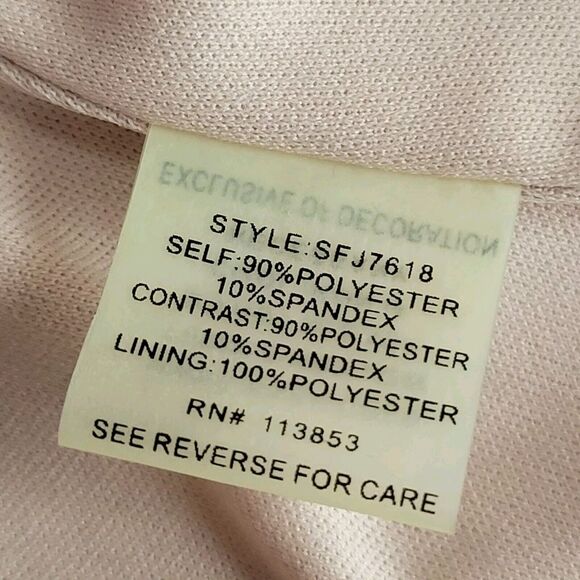 EXCLUSIVE OF DECORATION
STYLE:SFJ7618
SELF:90%POLYESTER
10%SPANDEX
CONTRAST:90%POLYESTER
10%SPANDEX
LINING:100%POLYESTER
RN# 113853
SEE REVERSE FOR CARE